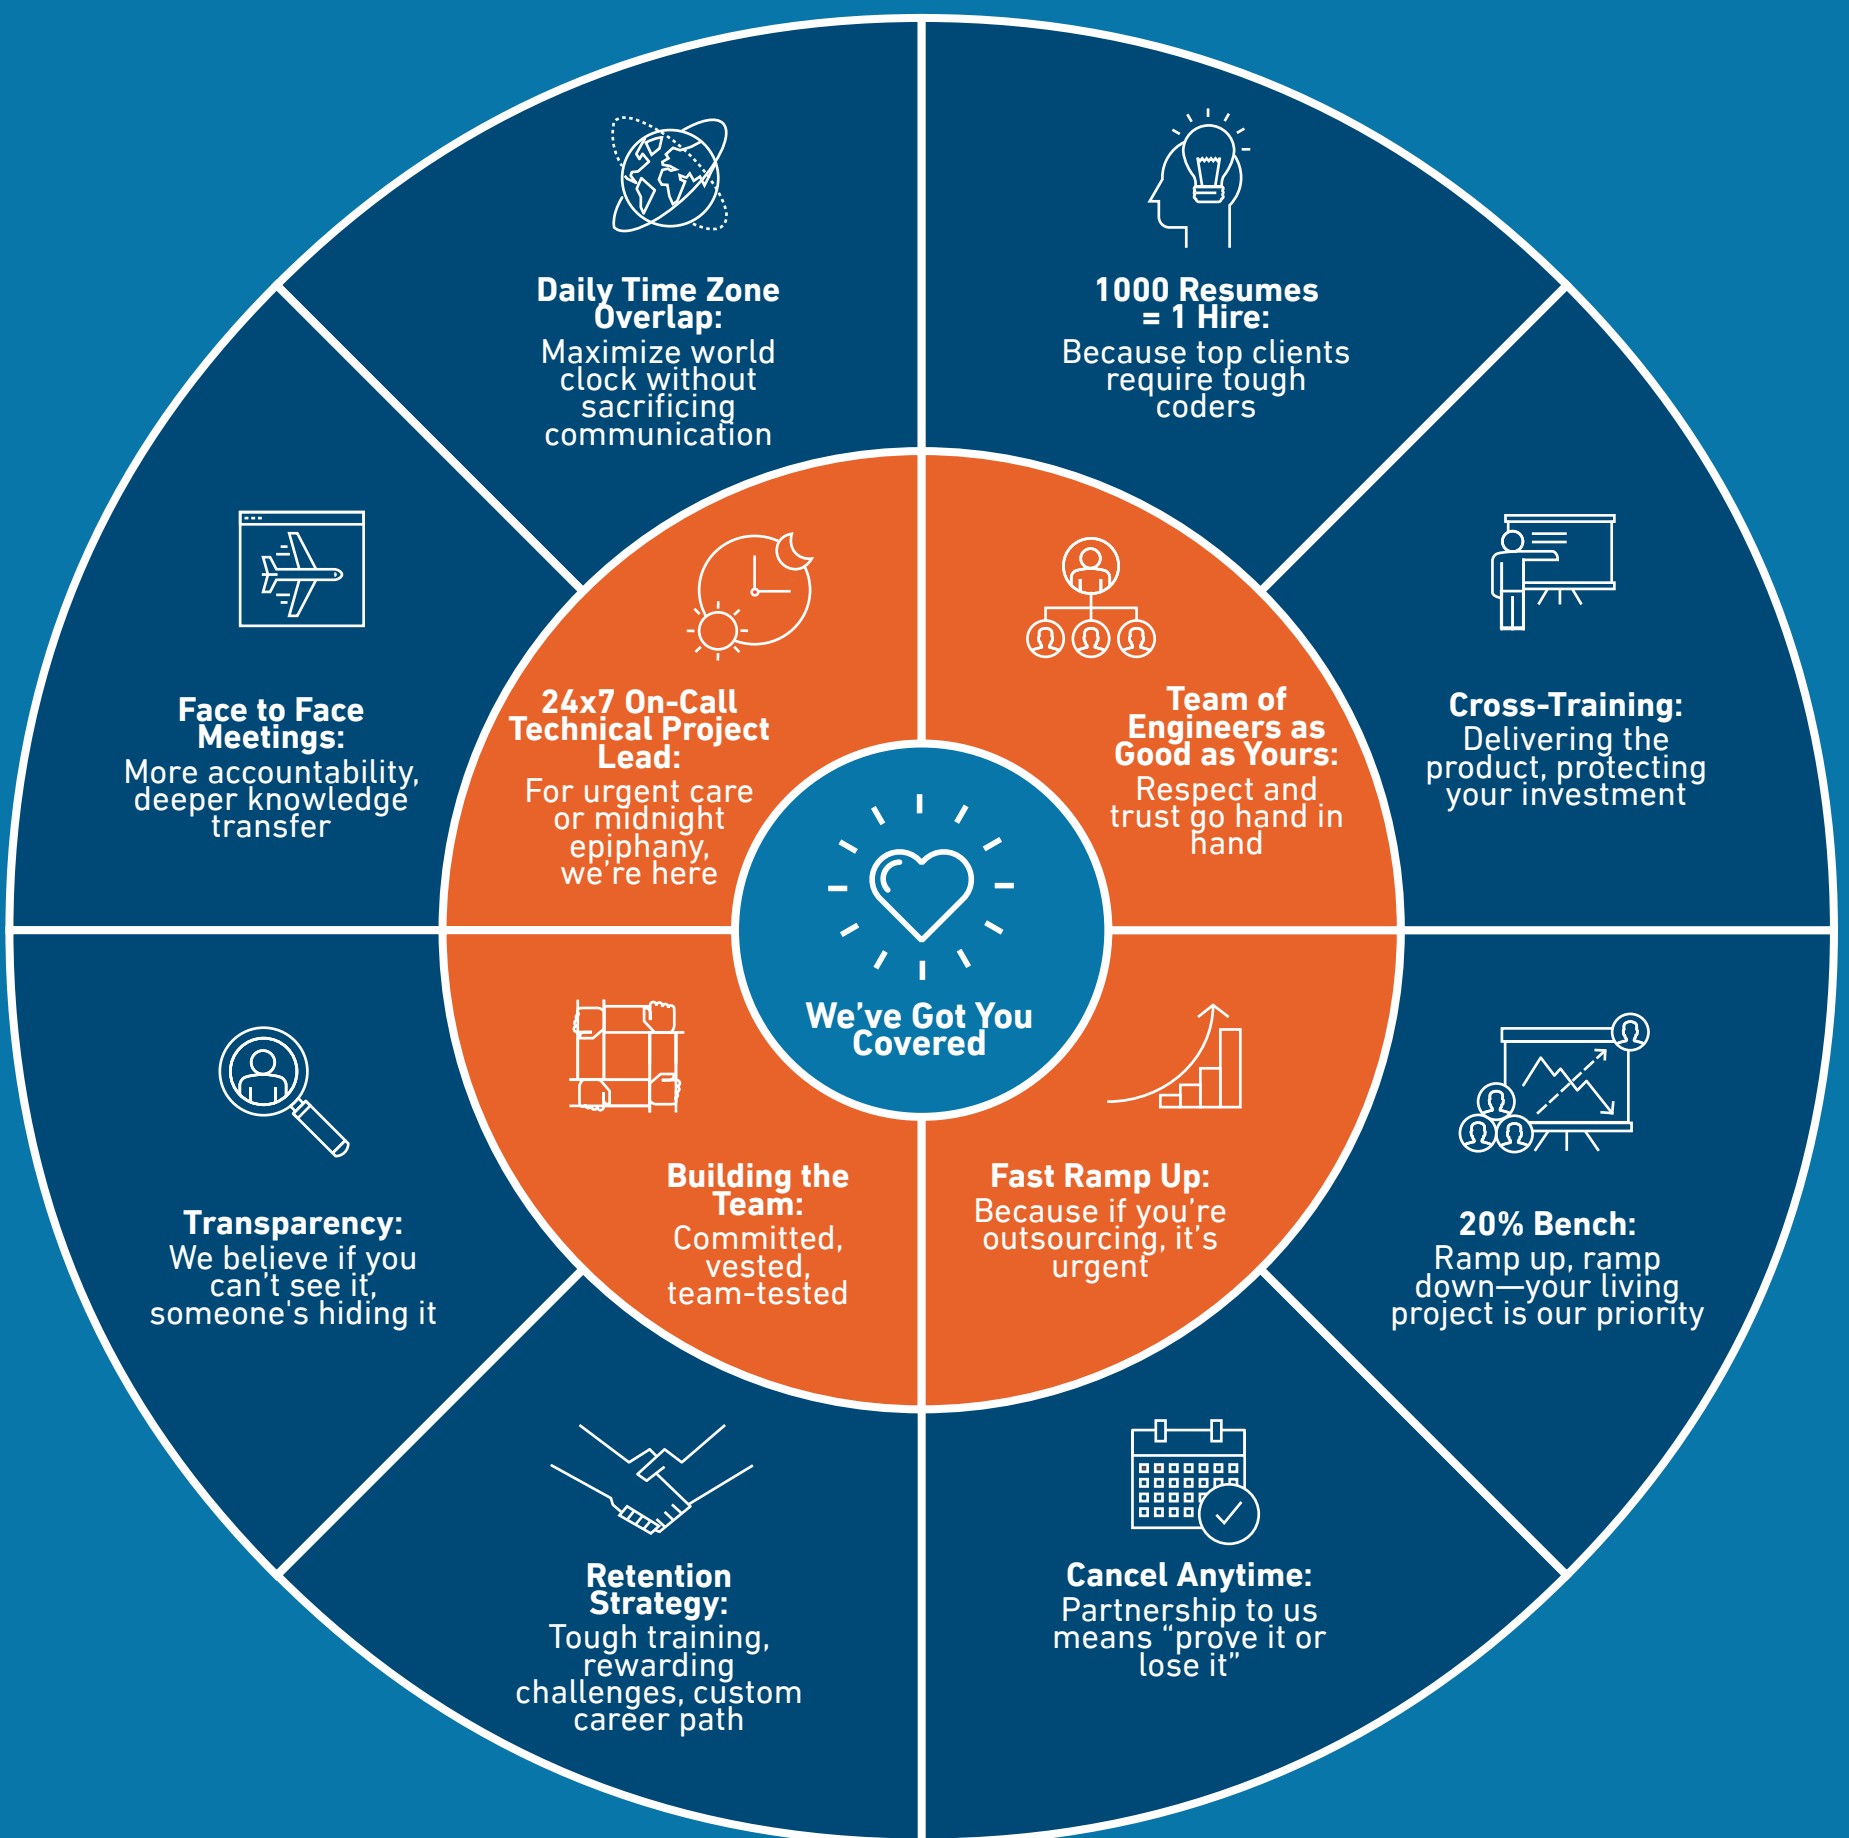 Daily Time Zone
Overlap:
Maximize world
clock without
sacrificing
communication
1000 Resumes
= 1 Hire:
Because top clients
require tough
coders
Face to Face
Meetings:
More accountability,
deeper knowledge
transfer
24x7 On-Call
Technical Project
Lead:
For urgent care
or midnight
epiphany,
we're here
Team of
Engineers as
Good as Yours:
Respect and
trust go hand in
hand
Cross-Training:
Delivering the
product, protecting
your investment
We've Got You
Covered
Transparency:
We believe if you
can't see it,
someone's hiding it
Building the
Team:
Committed,
vested,
team-tested
Fast Ramp Up:
Because if you're
outsourcing, it's
urgent
20% Bench:
Ramp up, ramp
down—your living
project is our priority
Retention
Strategy:
Tough training,
rewarding
challenges, custom
career path
Cancel Anytime:
Partnership to us
means “prove it or
lose it”